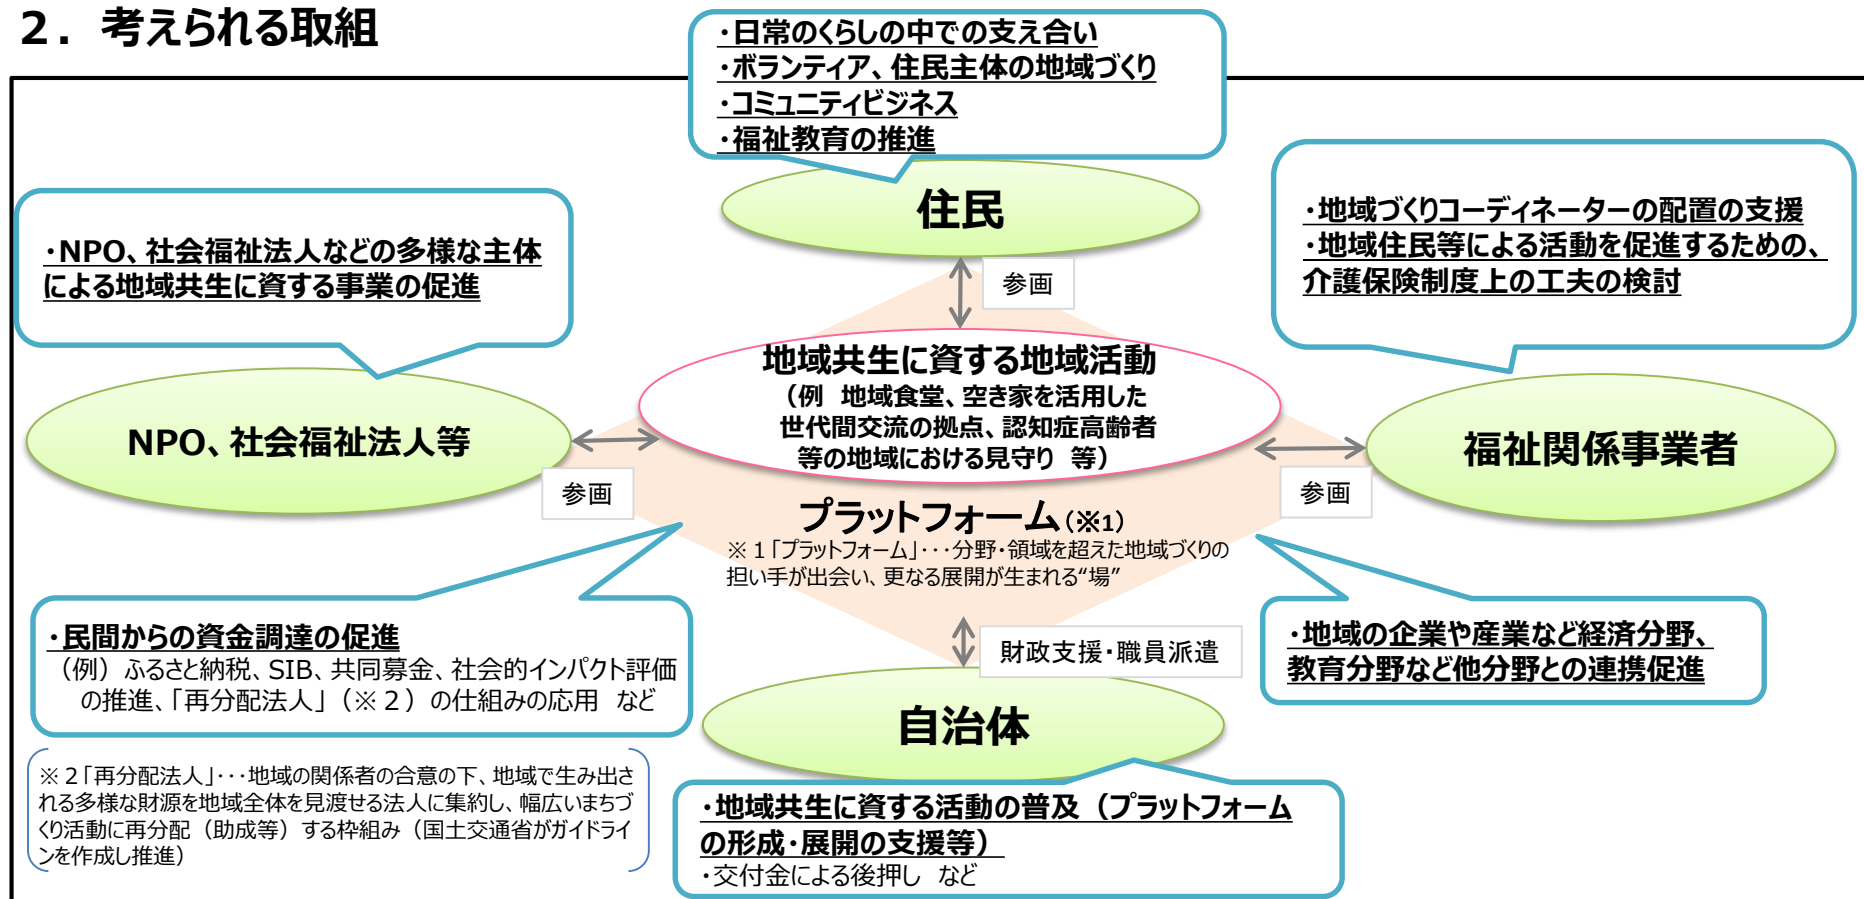 ２．考えられる取組
・日常のくらしの中での支え合い
・ボランティア、住民主体の地域づくり
・コミュニティビジネス
・福祉教育の推進
住民
・NPO、社会福祉法人などの多様な主体
による地域共生に資する事業の促進
・地域づくりコーディネーターの配置の支援
・地域住民等による活動を促進するための、
介護保険制度上の工夫の検討
参画
地域共生に資する地域活動
（例　地域食堂、空き家を活用した
世代間交流の拠点、認知症高齢者
等の地域における見守り　等）
NPO、社会福祉法人等
福祉関係事業者
参画
参画
プラットフォーム（※1）
※１「プラットフォーム」・・・分野・領域を超えた地域づくりの
担い手が出会い、更なる展開が生まれる“場”
・民間からの資金調達の促進
（例）ふるさと納税、SIB、共同募金、社会的インパクト評価
の推進、「再分配法人」（※２）の仕組みの応用　など
財政支援・職員派遣
・地域の企業や産業など経済分野、
教育分野など他分野との連携促進
自治体
※２「再分配法人」・・・地域の関係者の合意の下、地域で生み出さ
れる多様な財源を地域全体を見渡せる法人に集約し、幅広いまちづ
くり活動に再分配（助成等）する枠組み（国土交通省がガイドライ
ンを作成し推進）
・地域共生に資する活動の普及（プラットフォーム
の形成・展開の支援等）
・交付金による後押し　など